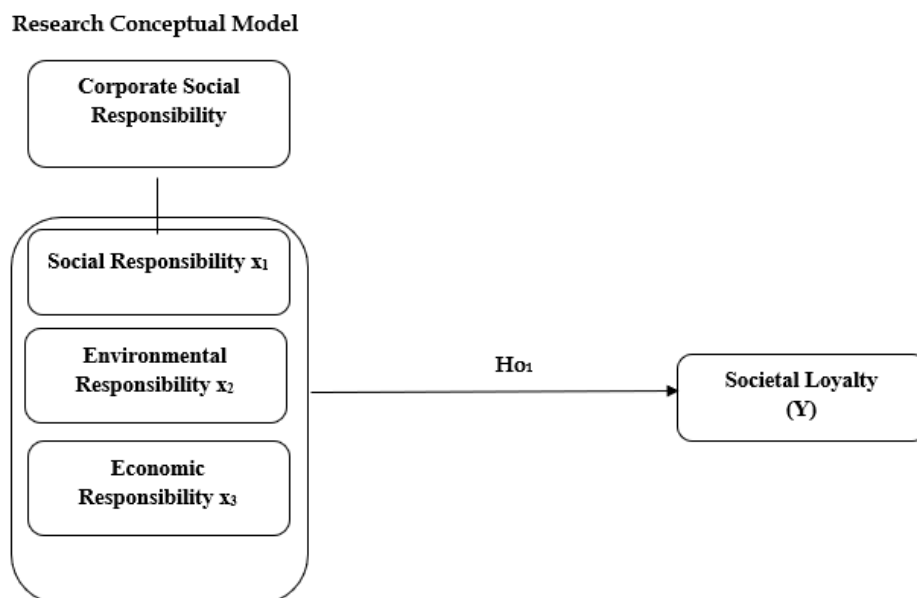 Research Conceptual Model
Corporate Social
Responsibility
Social Responsibility x₁
Environmental
Responsibility x₂
Economic
Responsibility x₃
Ho₁
Societal Loyalty
(Y)